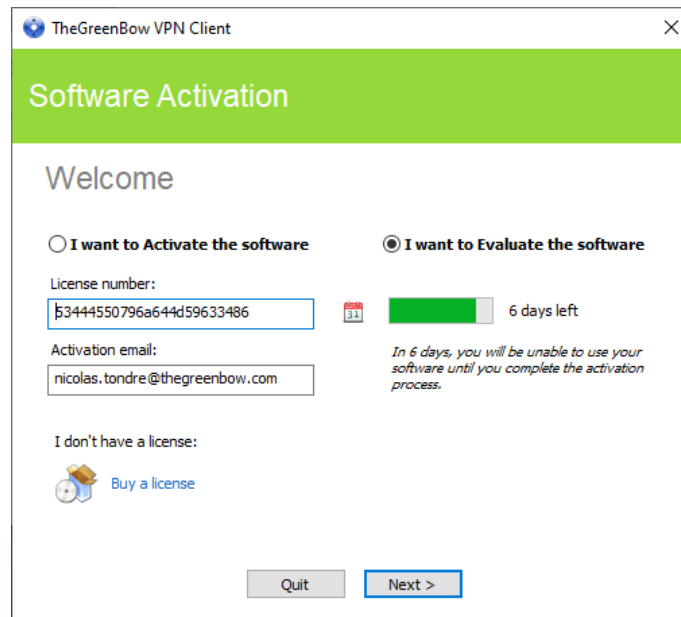 TheGreenBow VPN Client
Software Activation
Welcome
I want to Activate the software
I want to Evaluate the software
License number:
53444550796a644d59633486
31
6 days left
Activation email:
nicolas.tondre@thegreenbow.com
In 6 days, you will be unable to use your
software until you complete the activation
process.
I don't have a license:
Buy a license
Quit
Next >